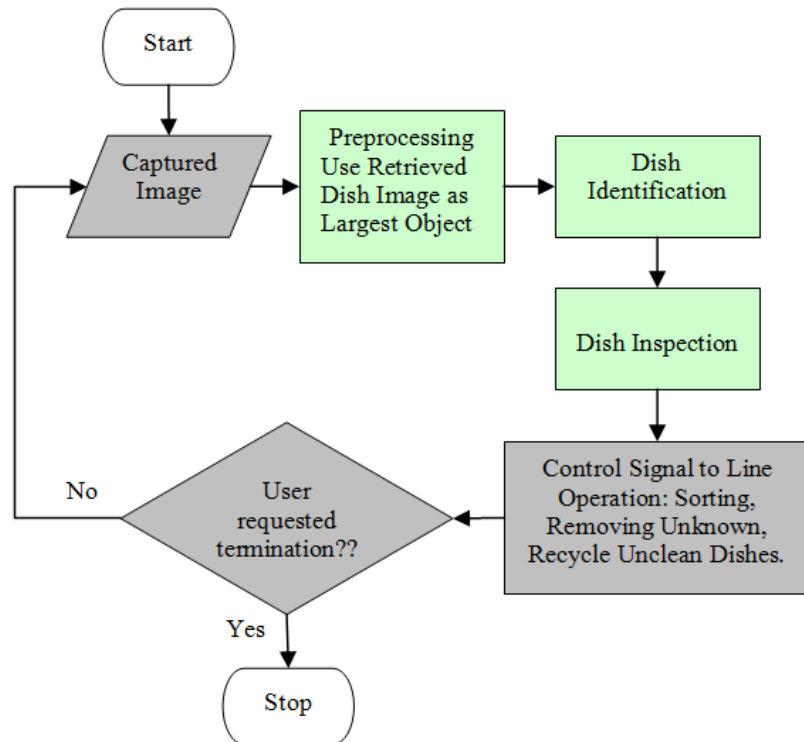 Start
Captured
Image
Preprocessing
Use Retrieved
Dish Image as
Largest Object
Dish
Identification
Dish Inspection
Control Signal to Line
Operation: Sorting,
Removing Unknown,
Recycle Unclean Dishes.
User
requested
termination??
No
Yes
Stop